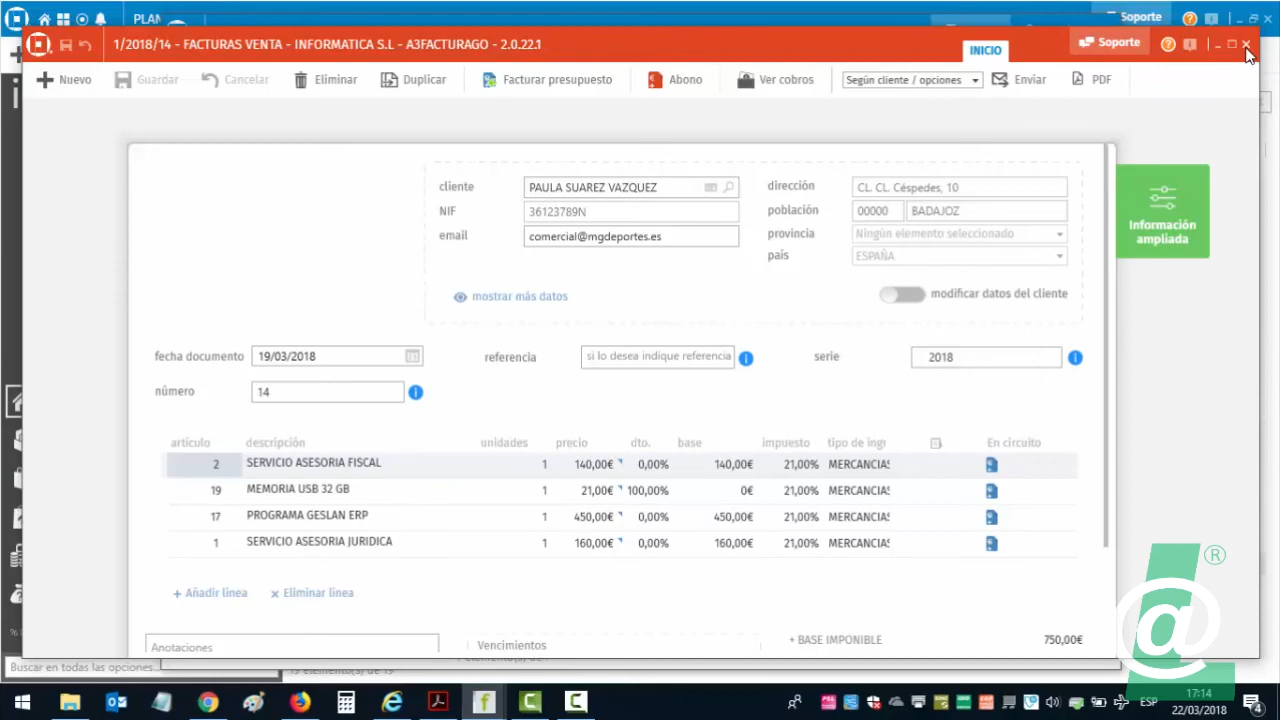 PLAN
Soporte
1/2018/14 - FACTURAS VENTA - INFORMATICA S.L - A3FACTURAGO - 2.0.22.1
INICIO
Soporte
Nuevo
Guardar
Cancelar
Eliminar
Duplicar
Facturar presupuesto
Abono
Ver cobros
Según cliente / opciones
Enviar
PDF
cliente PAULA SUAREZ VAZQUEZ
dirección CL. CL. Céspedes, 10
NIF 36123789N
población 00000 BADAJOZ
email comercial@mgdeportes.es
provincia Ningún elemento seleccionado
país ESPAÑA
Información
ampliada
mostrar más datos
modificar datos del cliente
fecha documento 19/03/2018
referencia si lo desea indique referencia
serie 2018
número 14
artículo descripción unidades precio dto. base impuesto tipo de ingr En circuito
2 SERVICIO ASESORIA FISCAL 1 140,00€ 0,00% 140,00€ 21,00% MERCANCIAS
19 MEMORIA USB 32 GB 1 21,00€ 100,00% 0€ 21,00% MERCANCIAS
17 PROGRAMA GESLAN ERP 1 450,00€ 0,00% 450,00€ 21,00% MERCANCIAS
1 SERVICIO ASESORIA JURIDICA 1 160,00€ 0,00% 160,00€ 21,00% MERCANCIAS
+ Añadir línea
x Eliminar línea
Anotaciones
Vencimientos
+ BASE IMPONIBLE 750,00€
Buscar en todas las opciones...
19 elemento(s) de 19
@ ®
ESP
17:14
22/03/2018
4